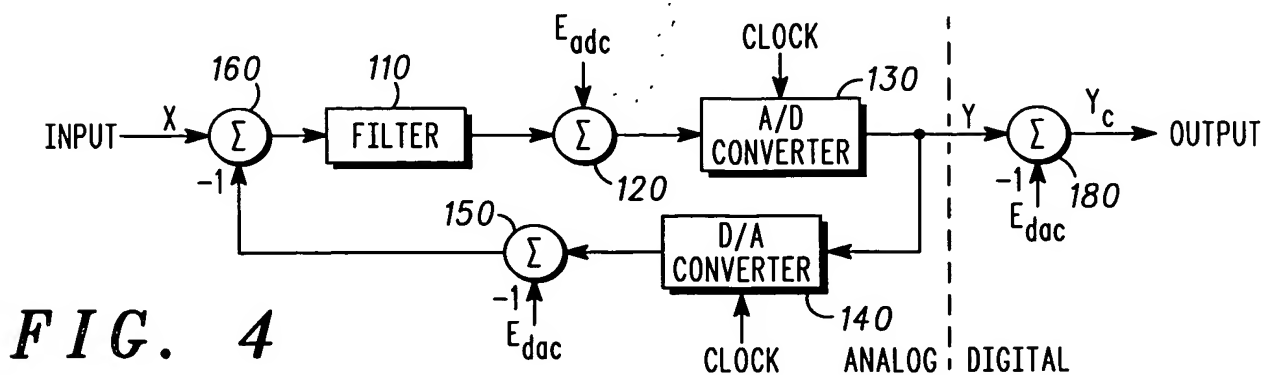 E_adc
CLOCK
160
110
130
INPUT
X
Σ
FILTER
Σ
A/D
CONVERTER
Y
Σ
Y_c
OUTPUT
-1
120
-1
180
E_dac
150
Σ
D/A
CONVERTER
-1
E_dac
140
CLOCK
ANALOG
DIGITAL
FIG. 4